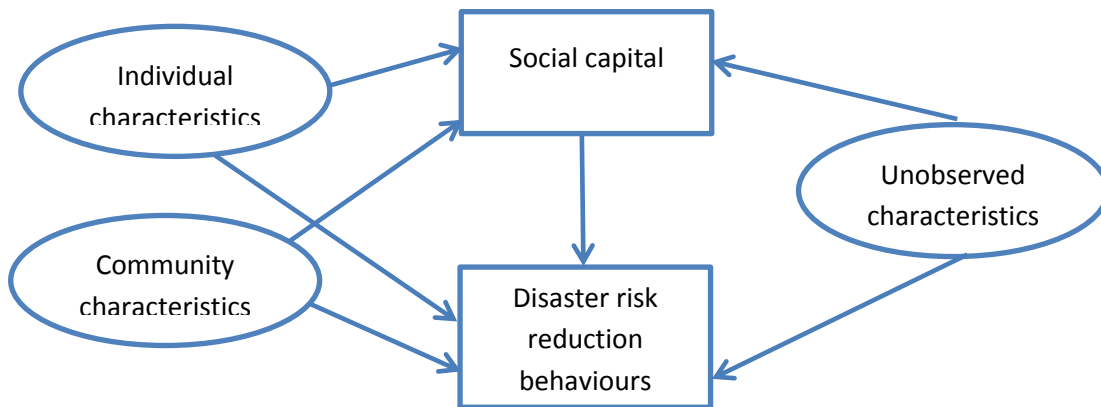 Individual
characteristics
Social capital
Unobserved
characteristics
Community
characteristics
Disaster risk
reduction
behaviours